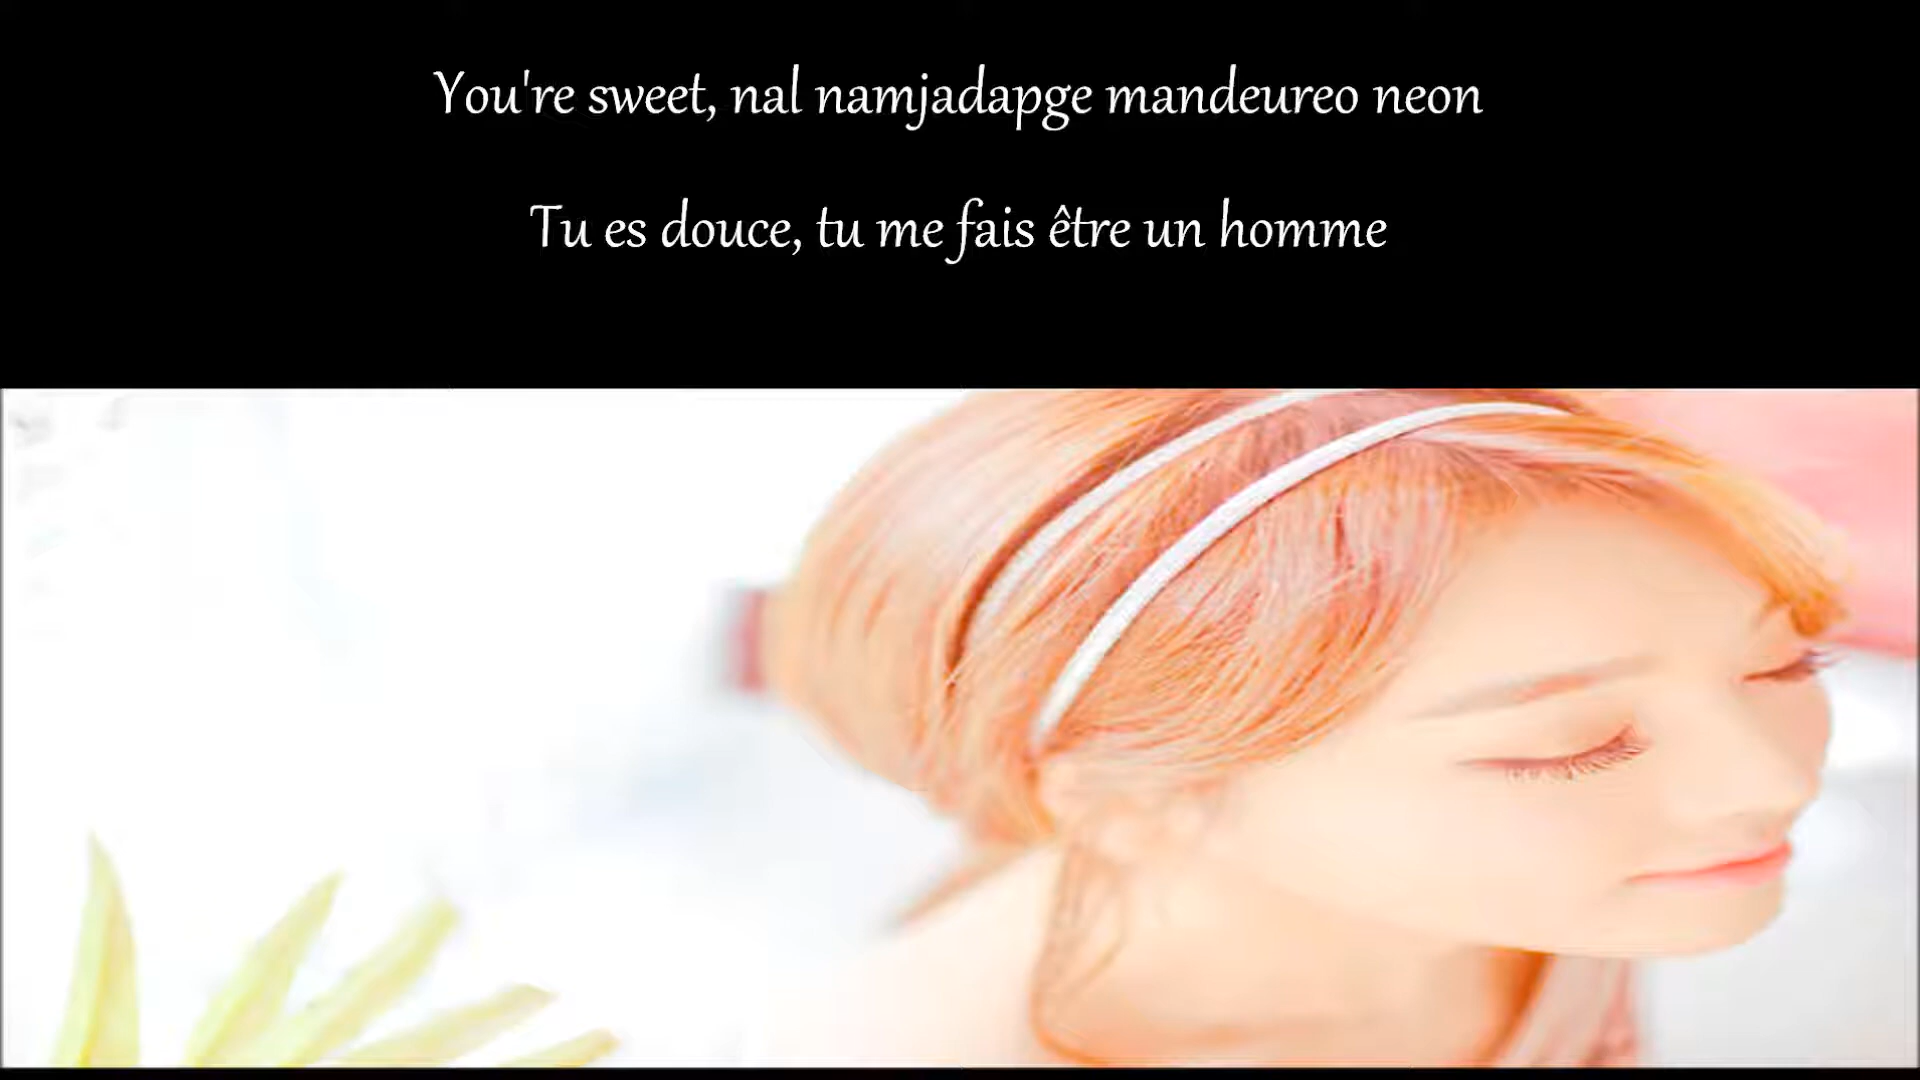 You're sweet, nal namjadapge mandeureo neon
Tu es douce, tu me fais être un homme